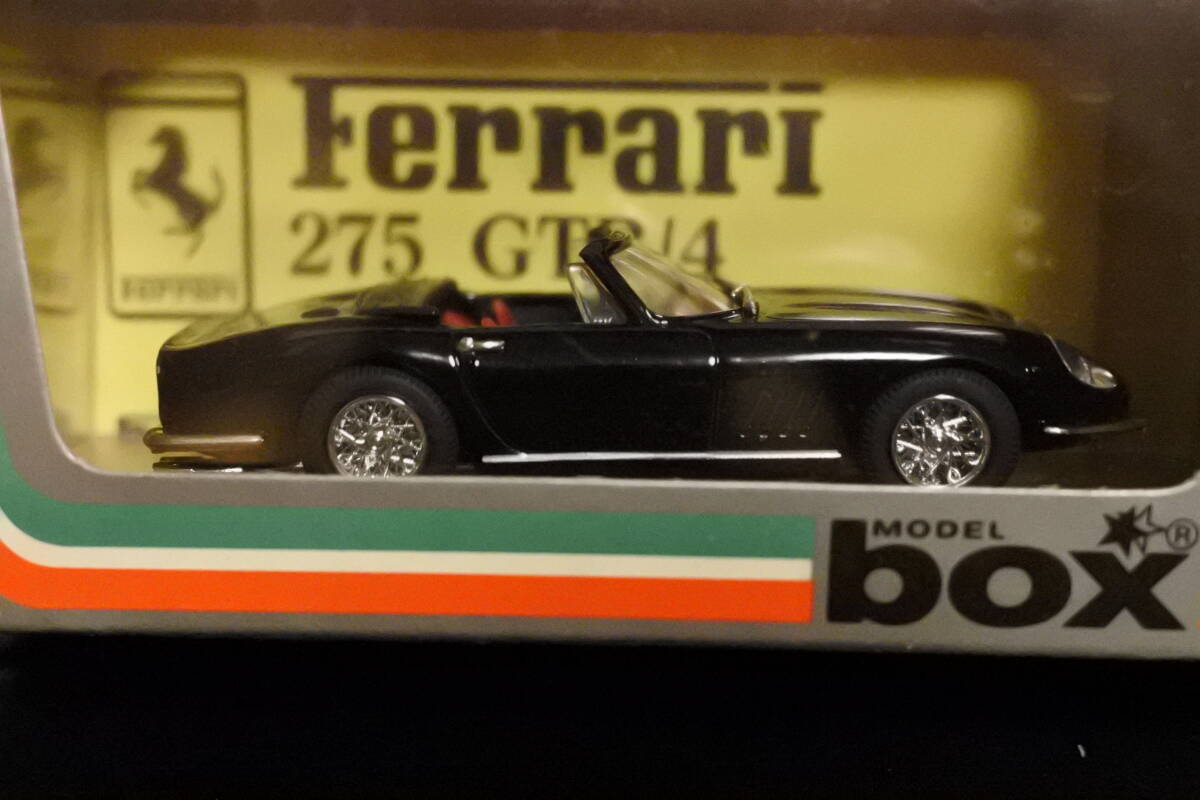 Ferrari
275 GTB/4
FERRARI
MODEL
box®